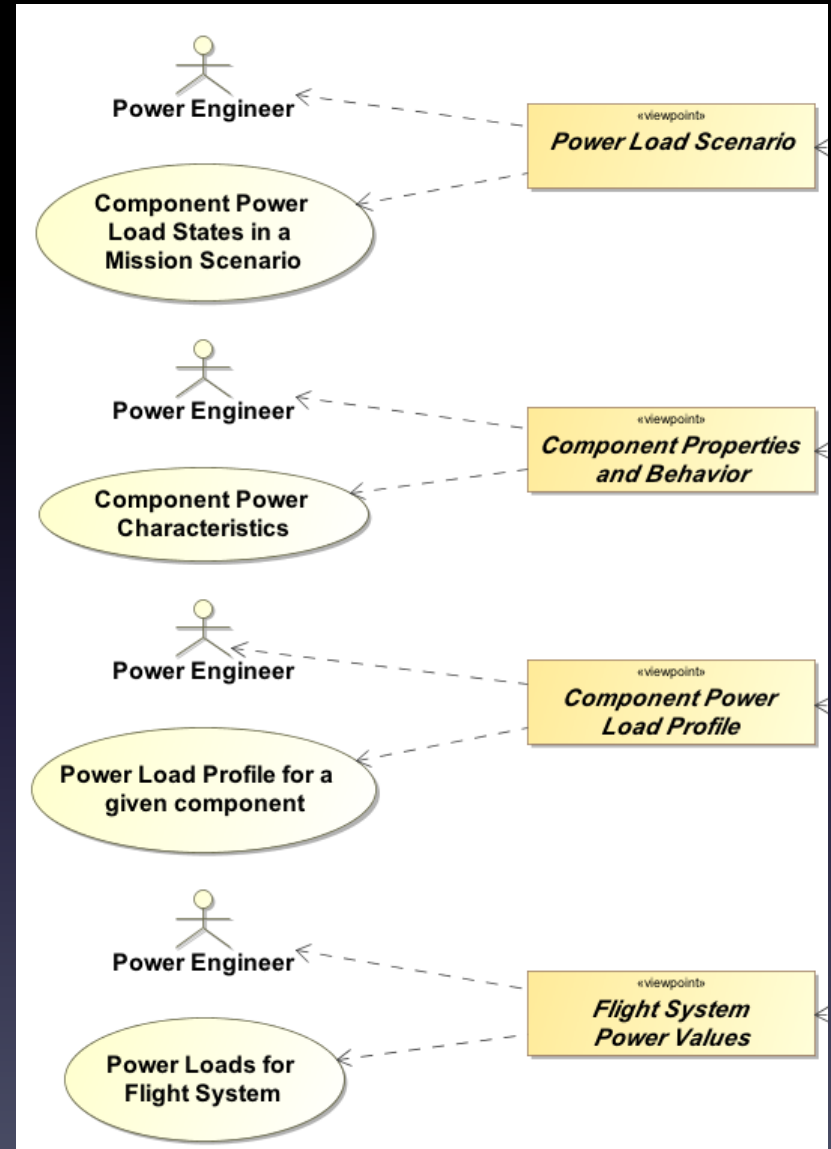 Power Engineer
«viewpoint»
Power Load Scenario
Component Power
Load States in a
Mission Scenario
Power Engineer
«viewpoint»
Component Properties
and Behavior
Component Power
Characteristics
Power Engineer
«viewpoint»
Component Power
Load Profile
Power Load Profile for a
given component
Power Engineer
«viewpoint»
Flight System
Power Values
Power Loads for
Flight System